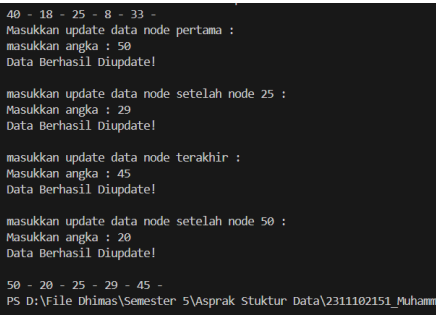 40 - 18 - 25 - 8 - 33 -
Masukkan update data node pertama :
masukkan angka : 50
Data Berhasil Diupdate!
masukkan update data node setelah node 25 :
Masukkan angka : 29
Data Berhasil Diupdate!
masukkan update data node terakhir :
Masukkan angka : 45
Data Berhasil Diupdate!
masukkan update data node setelah node 50 :
Masukkan angka : 20
Data Berhasil Diupdate!
50 - 20 - 25 - 29 - 45 -
PS D:\File Dhimas\Semester 5\Asprak Stuktur Data\2311102151_Muhamm